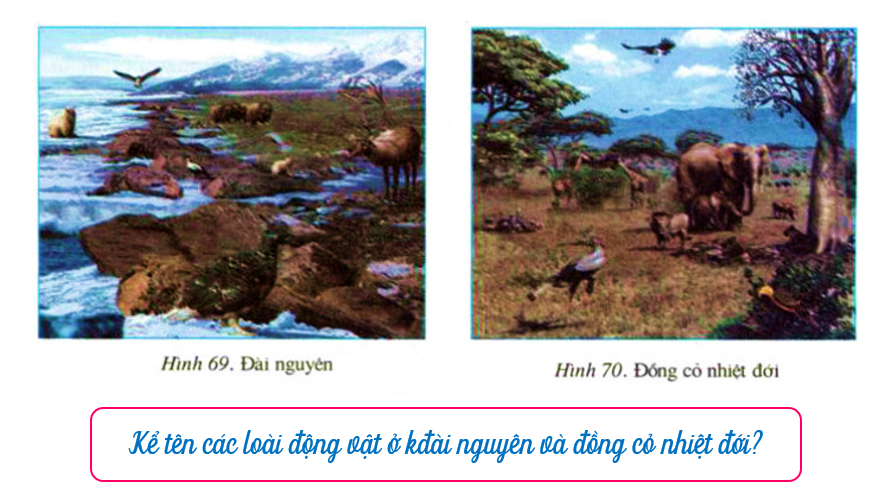 Hình 69. Đài nguyên
Hình 70. Đồng cỏ nhiệt đới
Kể tên các loài động vật ở kđài nguyên và đồng cỏ nhiệt đới?